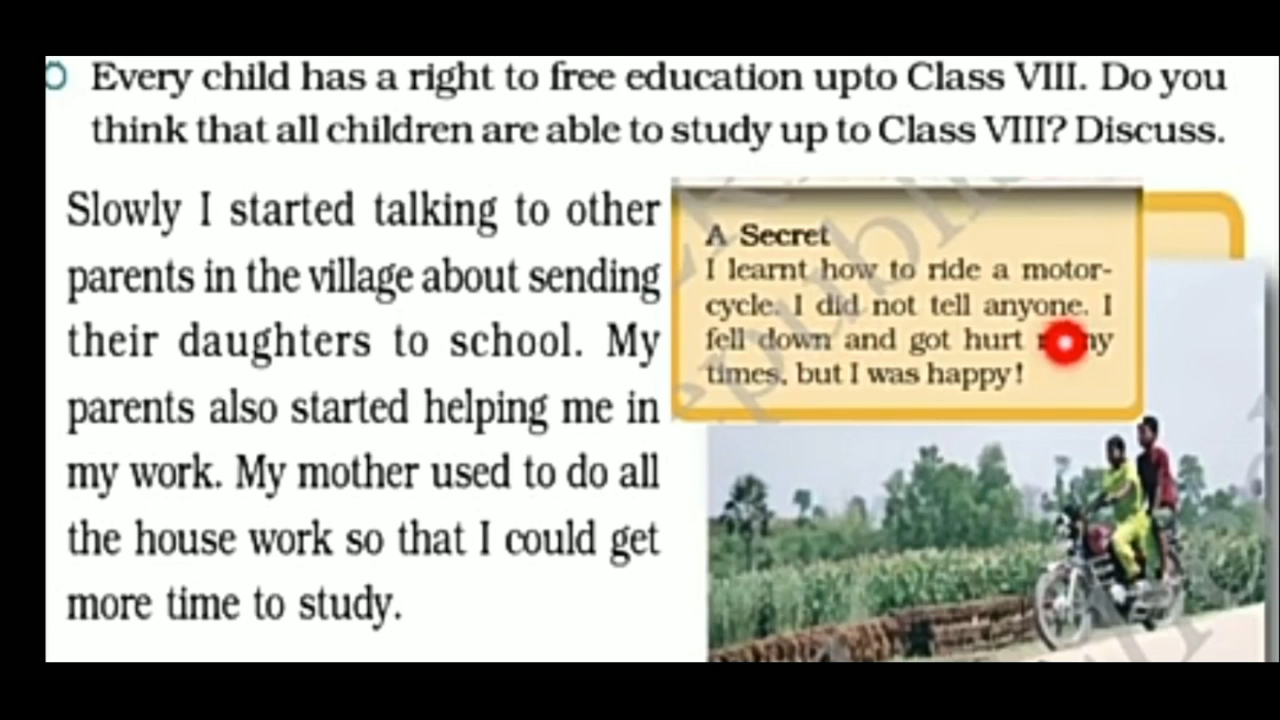 Every child has a right to free education upto Class VIII. Do you
think that all children are able to study up to Class VIII? Discuss.
Slowly I started talking to other
parents in the village about sending
their daughters to school. My
parents also started helping me in
my work. My mother used to do all
the house work so that I could get
more time to study.
A Secret
I learnt how to ride a motor-
cycle. I did not tell anyone. I
fell down and got hurt
times, but I was happy!